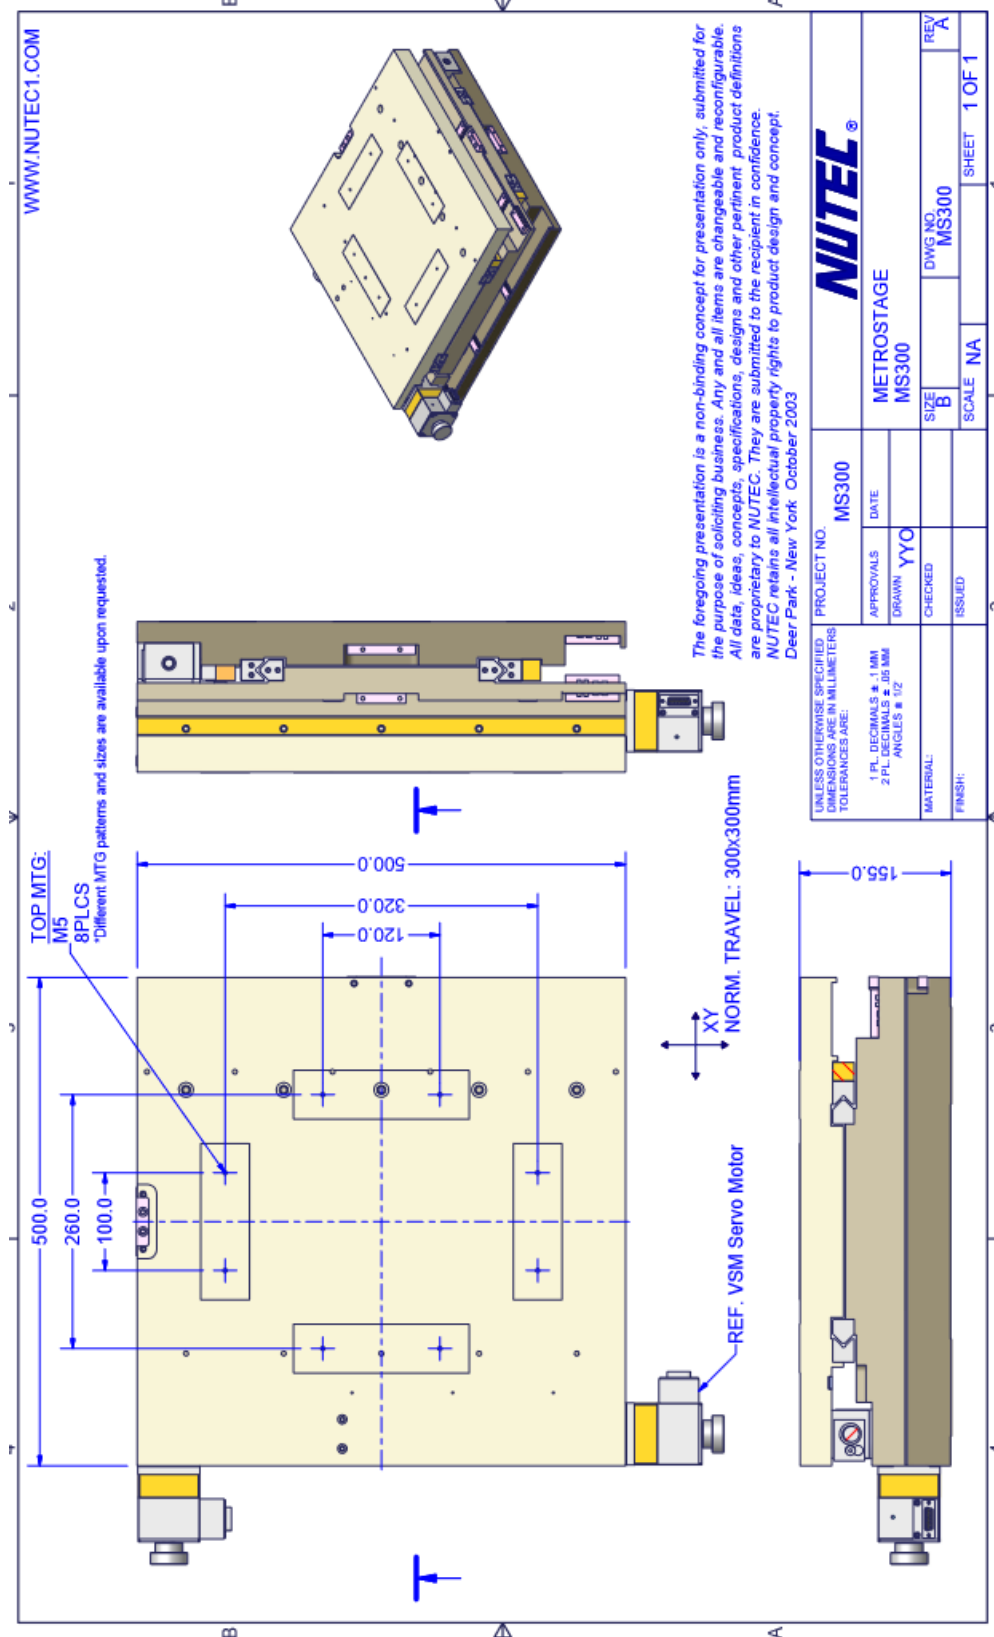 WWW.NUTEC1.COM
TOP MTG:
M5
8PLCS
*Different MTG patterns and sizes are available upon requested.
500.0
260.0
100.0
500.0
320.0
120.0
XY
NORM. TRAVEL: 300x300mm
REF. VSM Servo Motor
155.0
The foregoing presentation is a non-binding concept for presentation only, submitted for
the purpose of soliciting business. Any and all items are changeable and reconfigurable.
All data, ideas, concepts, specifications, designs and other pertinent product definitions
are proprietary to NUTEC. They are submitted to the recipient in confidence.
NUTEC retains all intellectual property rights to product design and concept.
Deer Park - New York October 2003
UNLESS OTHERWISE SPECIFIED
DIMENSIONS ARE IN MILLIMETERS
TOLERANCES ARE:
1 PL. DECIMALS ± .1 MM
2 PL. DECIMALS ± .05 MM
ANGLES ± 1/2
MATERIAL:
FINISH:
PROJECT NO.
MS300
APPROVALS
DATE
DRAWN YYO
CHECKED
ISSUED
NUTEC ®
METROSTAGE
MS300
SIZE
B
DWG NO.
MS300
REV
A
SCALE NA
SHEET 1 OF 1
B
A
B
A
2